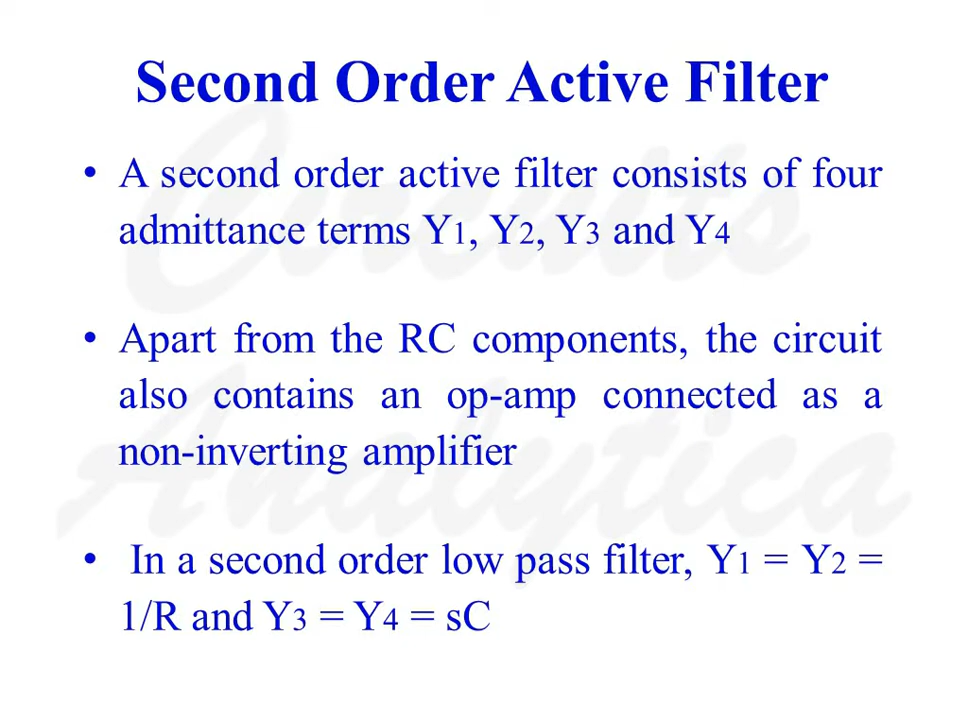 Second Order Active Filter
• A second order active filter consists of four
admittance terms Y1, Y2, Y3 and Y4
• Apart from the RC components, the circuit
also contains an op-amp connected as a
non-inverting amplifier
• In a second order low pass filter, Y1 = Y2 =
1/R and Y3 = Y4 = sC
Circuits
Analytica